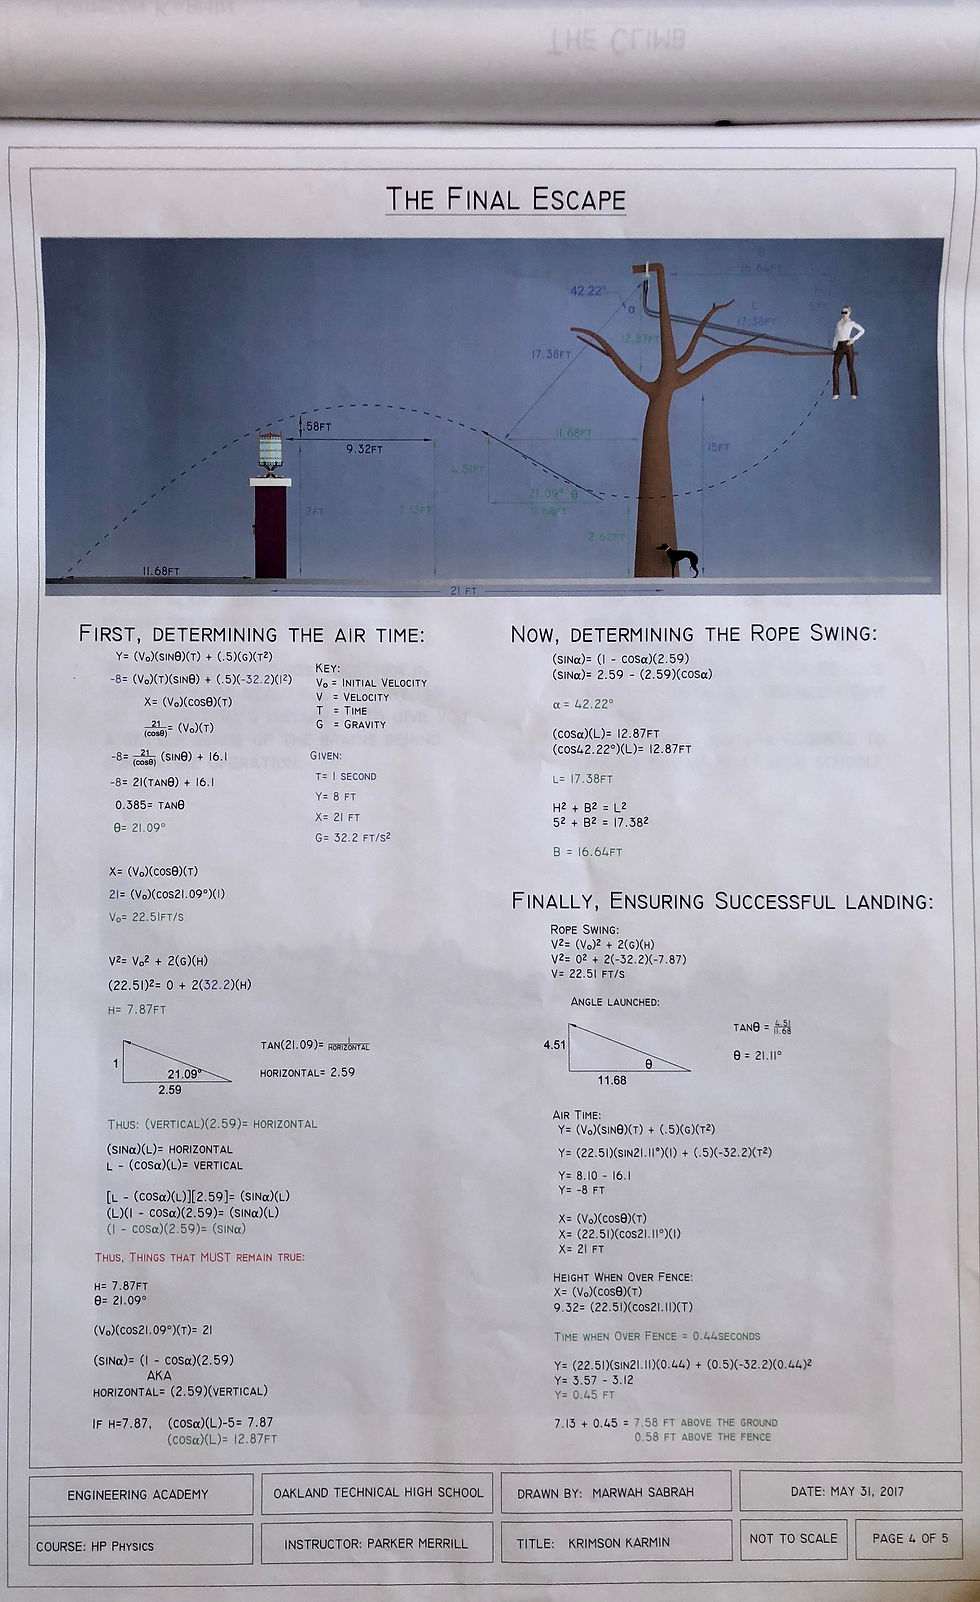 THE CLIMB
THE FINAL ESCAPE
16.64FT
42.22°
α
L
5FT
17.38FT
12.87FT
17.38FT
.58FT
9.32FT
11.68FT
4.51FT
15FT
21.09° θ
11.68FT
7FT
7.13FT
2.62FT
11.68FT
21 FT
FIRST, DETERMINING THE AIR TIME:
Y= (V₀)(SINθ)(T) + (.5)(G)(T²)
-8= (V₀)(T)(SINθ) + (.5)(-32.2)(1²)
X= (V₀)(COSθ)(T)
21/(COSθ)= (V₀)(T)
-8= 21/(COSθ) (SINθ) + 16.1
-8= 21(TANθ) + 16.1
0.385= TANθ
θ= 21.09°
KEY:
V₀ = INITIAL VELOCITY
V = VELOCITY
T = TIME
G = GRAVITY
GIVEN:
T= 1 SECOND
Y= 8 FT
X= 21 FT
G= 32.2 FT/S²
X= (V₀)(COSθ)(T)
21= (V₀)(COS21.09°)(1)
V₀= 22.51FT/S
V²= V₀² + 2(G)(H)
(22.51)²= 0 + 2(32.2)(H)
H= 7.87FT
1
21.09°
2.59
TAN(21.09)= 1/HORIZONTAL
HORIZONTAL= 2.59
THUS: (VERTICAL)(2.59)= HORIZONTAL
(SINα)(L)= HORIZONTAL
L - (COSα)(L)= VERTICAL
[L - (COSα)(L)][2.59]= (SINα)(L)
(L)(1 - COSα)(2.59)= (SINα)(L)
(1 - COSα)(2.59)= (SINα)
THUS, THINGS THAT MUST REMAIN TRUE:
H= 7.87FT
θ= 21.09°
(V₀)(COS21.09°)(T)= 21
(SINα)= (1 - COSα)(2.59)
AKA
HORIZONTAL= (2.59)(VERTICAL)
IF H=7.87, (COSα)(L)-5= 7.87
(COSα)(L)= 12.87FT
NOW, DETERMINING THE ROPE SWING:
(SINα)= (1 - COSα)(2.59)
(SINα)= 2.59 - (2.59)(COSα)
α = 42.22°
(COSα)(L)= 12.87FT
(COS42.22°)(L)= 12.87FT
L= 17.38FT
H² + B² = L²
5² + B² = 17.38²
B = 16.64FT
FINALLY, ENSURING SUCCESSFUL LANDING:
ROPE SWING:
V²= (V₀)² + 2(G)(H)
V²= 0² + 2(-32.2)(-7.87)
V= 22.51 FT/S
ANGLE LAUNCHED:
4.51
θ
11.68
TANθ = 4.51/11.68
θ = 21.11°
AIR TIME:
Y= (V₀)(SINθ)(T) + (.5)(G)(T²)
Y= (22.51)(SIN21.11°)(1) + (.5)(-32.2)(T²)
Y= 8.10 - 16.1
Y= -8 FT
X= (V₀)(COSθ)(T)
X= (22.51)(COS21.11°)(1)
X= 21 FT
HEIGHT WHEN OVER FENCE:
X= (V₀)(COSθ)(T)
9.32= (22.51)(COS21.11)(T)
TIME WHEN OVER FENCE = 0.44SECONDS
Y= (22.51)(SIN21.11)(0.44) + (0.5)(-32.2)(0.44)²
Y= 3.57 - 3.12
Y= 0.45 FT
7.13 + 0.45 = 7.58 FT ABOVE THE GROUND
0.58 FT ABOVE THE FENCE
ENGINEERING ACADEMY
OAKLAND TECHNICAL HIGH SCHOOL
DRAWN BY: MARWAH SABRAH
DATE: MAY 31, 2017
COURSE: HP PHYSICS
INSTRUCTOR: PARKER MERRILL
TITLE: KRIMSON KARMIN
NOT TO SCALE
PAGE 4 OF 5